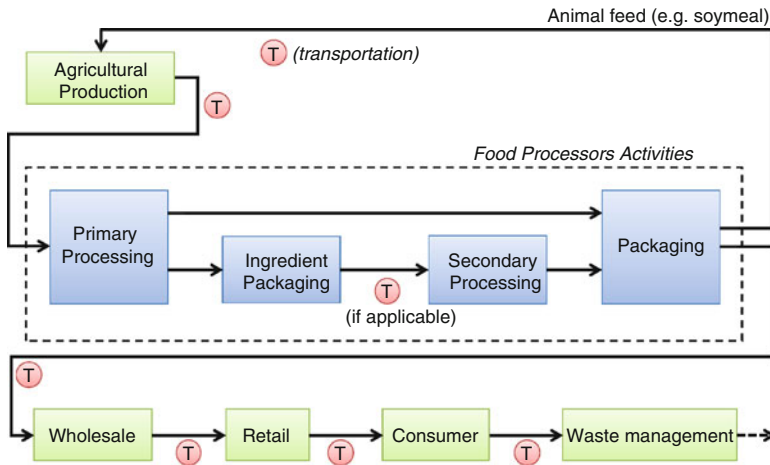 Animal feed (e.g. soymeal)
T (transportation)
Agricultural
Production
T
Food Processors Activities
Primary
Processing
Ingredient
Packaging
T
(if applicable)
Secondary
Processing
Packaging
T
Wholesale
T
Retail
T
Consumer
T
Waste management